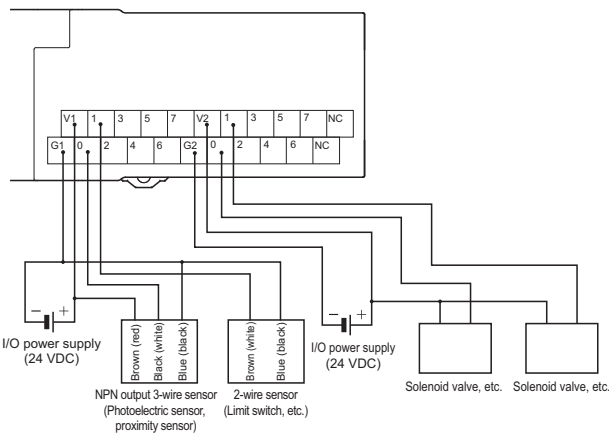 V1 1 3 5 7 V2 1 3 5 7 NC
G1 0 2 4 6 G2 0 2 4 6 NC
− +
I/O power supply
(24 VDC)
Brown (red)
Black (white)
Blue (black)
NPN output 3-wire sensor
(Photoelectric sensor,
proximity sensor)
Brown (white)
Blue (black)
2-wire sensor
(Limit switch, etc.)
− +
I/O power supply
(24 VDC)
Solenoid valve, etc.
Solenoid valve, etc.